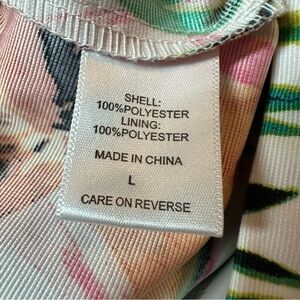 SHELL:
100%POLYESTER
LINING:
100%POLYESTER
MADE IN CHINA
L
CARE ON REVERSE